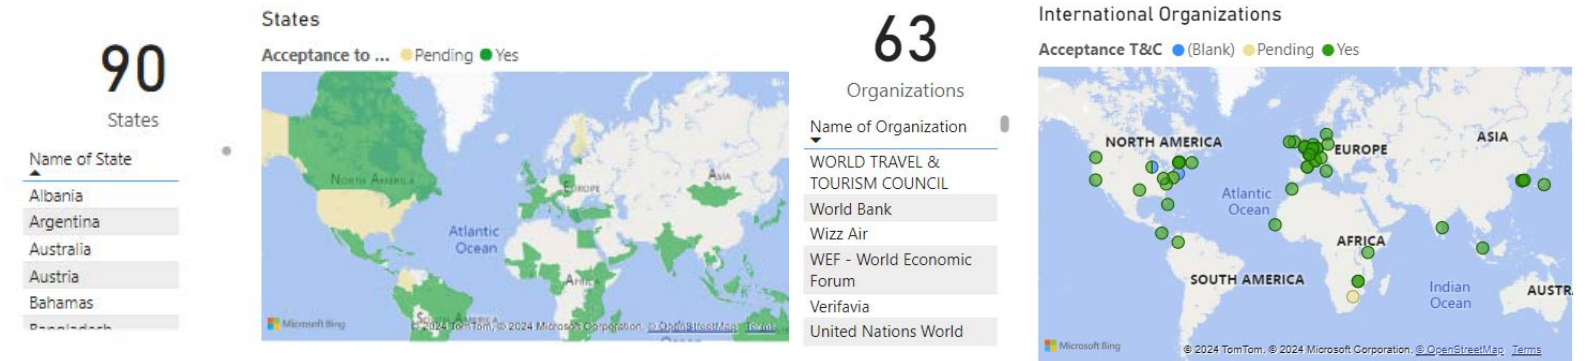 90
States
Name of State
Albania
Argentina
Australia
Austria
Bahamas
Bangladesh
States
Acceptance to ... Pending Yes
NORTH AMERICA
EUROPE
ASIA
Atlantic
Ocean
AFRICA
SOUTH AMERICA
Microsoft Bing
© 2024 TomTom, © 2024 Microsoft Corporation, © OpenStreetMap Terms
63
Organizations
Name of Organization
WORLD TRAVEL &
TOURISM COUNCIL
World Bank
Wizz Air
WEF - World Economic
Forum
Verifavia
United Nations World
International Organizations
Acceptance T&C (Blank) Pending Yes
NORTH AMERICA
EUROPE
ASIA
Atlantic
Ocean
AFRICA
SOUTH AMERICA
Indian
Ocean
AUSTR
Microsoft Bing
© 2024 TomTom, © 2024 Microsoft Corporation, © OpenStreetMap Terms